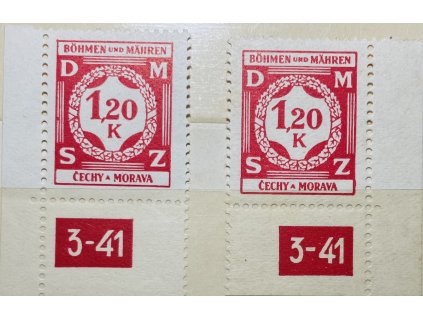 BÖHMEN UND MÄHREN
D M
1,20
K
S Z
ČECHY A MORAVA
3-41
BÖHMEN UND MÄHREN
D M
1,20
K
S Z
ČECHY A MORAVA
3-41